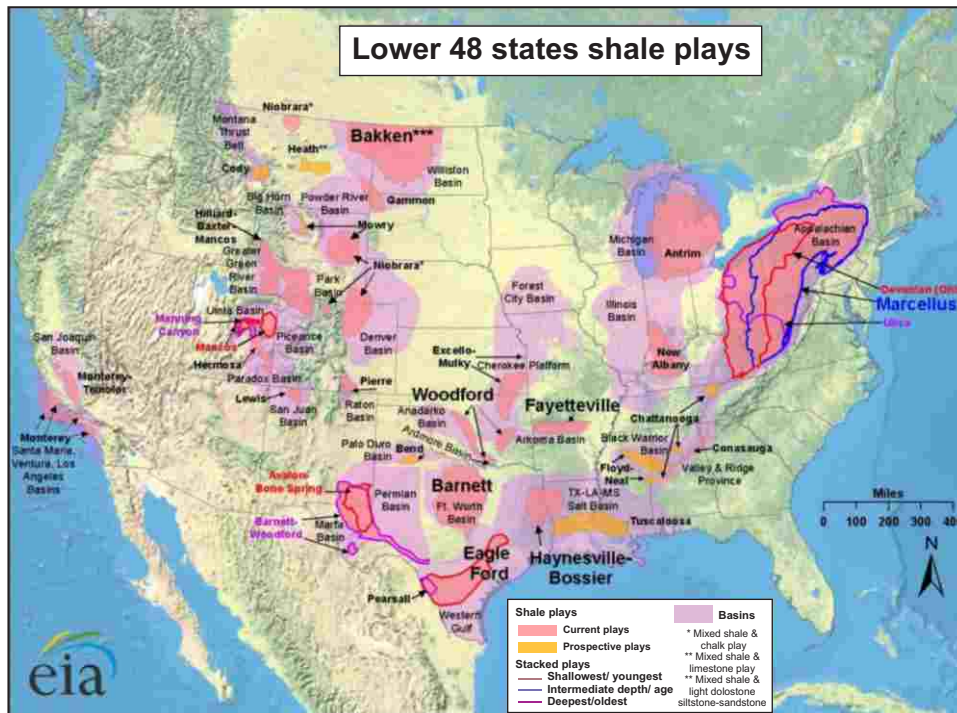 Lower 48 states shale plays
Niobrara*
Montana
Thrust
Belt
Bakken***
Heath**
Cody
Williston
Basin
Big Horn
Basin
Powder River
Basin
Gammon
Hilliard-
Baxter-
Mancos
Mowry
Greater
Green
River
Basin
Niobrara*
Park
Basin
Michigan
Basin
Antrim
Appalachian
Basin
Devonian (Ohi
Marcellus
Utica
Forest
City Basin
Illinois
Basin
Uinta Basin
Manning
Canyon
Mancos
Piceance
Basin
Denver
Basin
San Joaquin
Basin
Hermosa
Paradox Basin
Excello-
Mulky
Cherokee Platform
New
Albany
Monterey-
Temblor
Lewis
San Juan
Basin
Pierre
Raton
Basin
Woodford
Anadarko
Basin
Fayetteville
Chattanooga
Monterey
Santa Maria,
Ventura, Los
Angeles
Basins
Palo Duro
Basin
Bend
Ardmore Basin
Arkoma Basin
Black Warrior
Basin
Conasauga
Floyd-
Neal
Valley & Ridge
Province
Avalon-
Bone Spring
Permian
Basin
Barnett
Ft. Worth
Basin
TX-LA-MS
Salt Basin
Tuscaloosa
Barnett-
Woodford
Marfa
Basin
Eagle
Ford
Haynesville-
Bossier
Pearsall
Western
Gulf
Miles
0 100 200 300 400
N
eia
Shale plays
Current plays
Prospective plays
Stacked plays
Shallowest/ youngest
Intermediate depth/ age
Deepest/oldest
Basins
* Mixed shale &
chalk play
** Mixed shale &
limestone play
** Mixed shale &
light dolostone
siltstone-sandstone